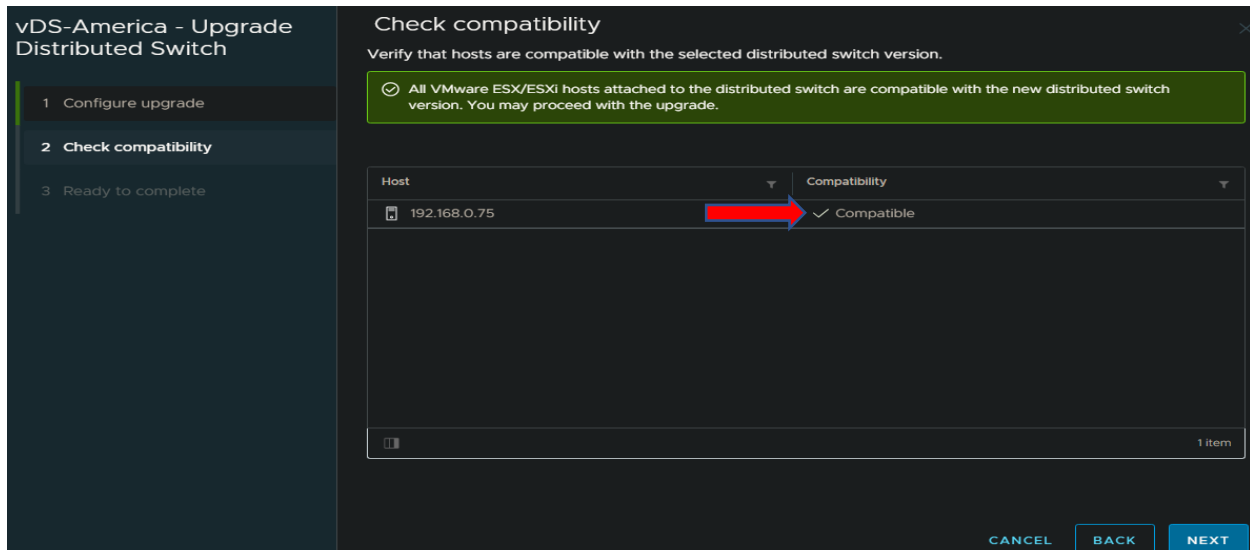 vDS-America - Upgrade
Distributed Switch
1 Configure upgrade
2 Check compatibility
3 Ready to complete
Check compatibility
Verify that hosts are compatible with the selected distributed switch version.
All VMware ESX/ESXi hosts attached to the distributed switch are compatible with the new distributed switch
version. You may proceed with the upgrade.
Host Compatibility
192.168.0.75 Compatible
1 item
CANCEL BACK NEXT